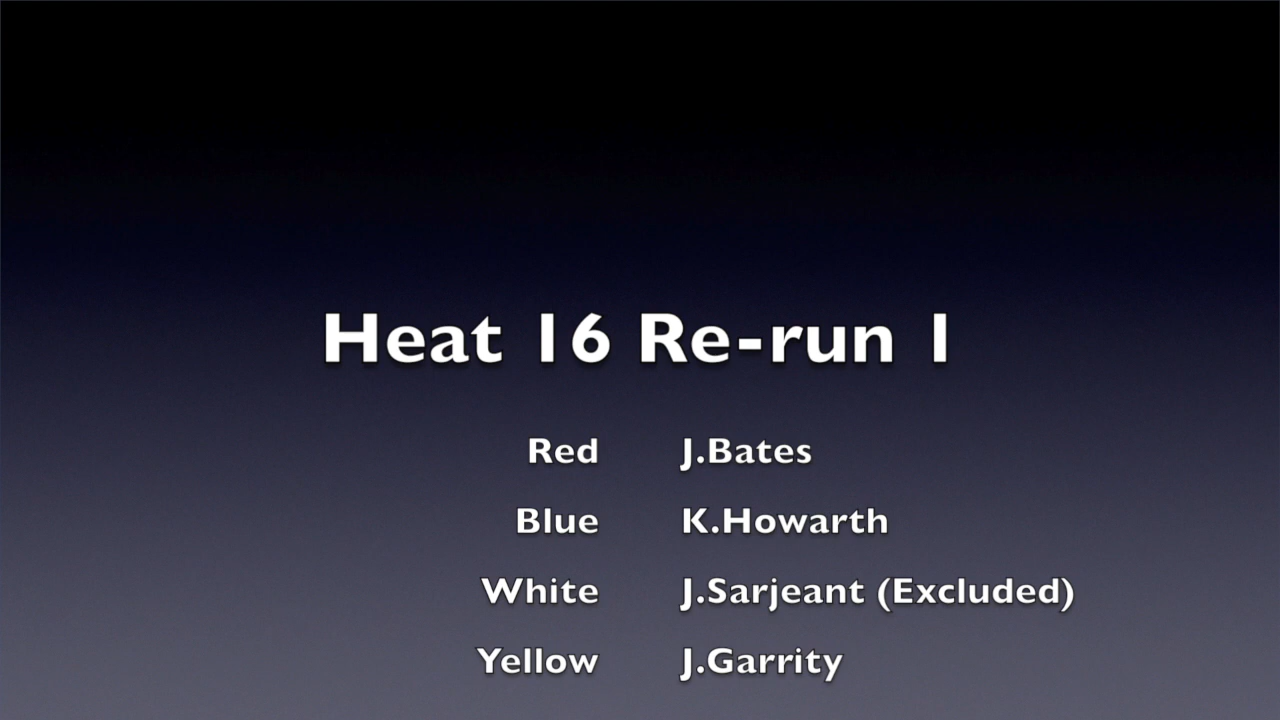 Heat 16 Re-run 1
Red J.Bates
Blue K.Howarth
White J.Sarjeant (Excluded)
Yellow J.Garrity